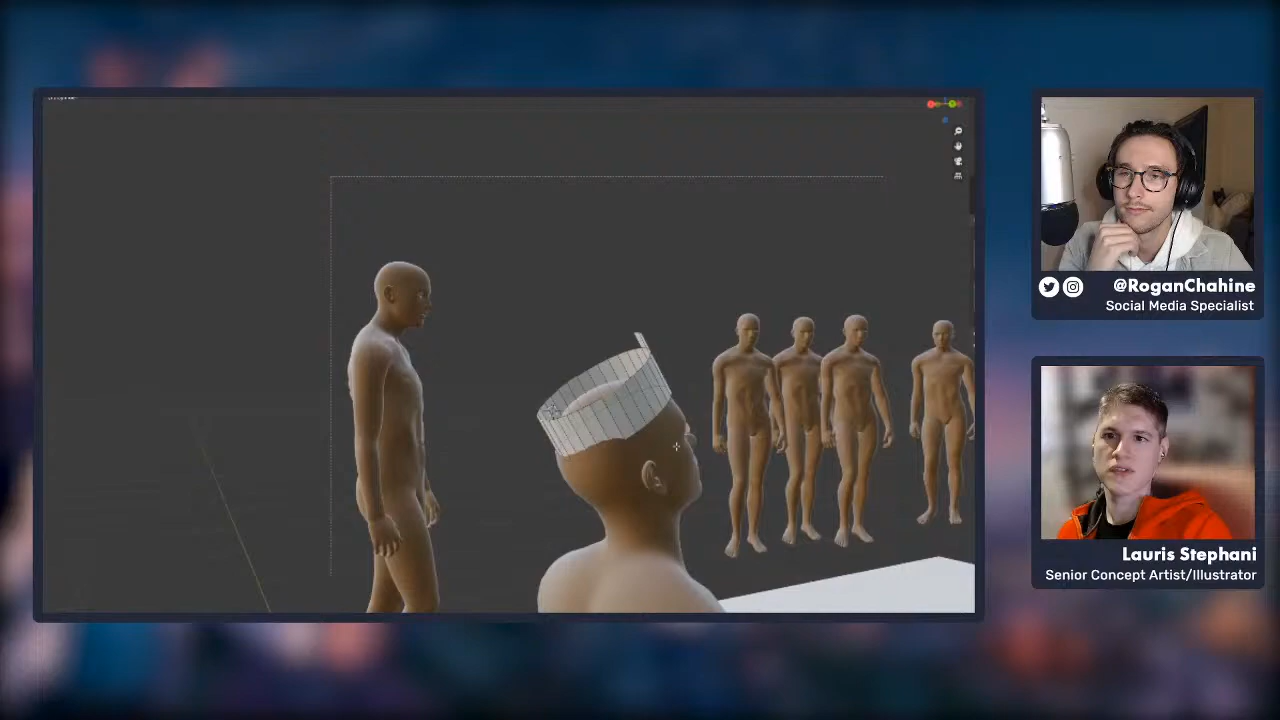 @RoganChahine
Social Media Specialist
Lauris Stephani
Senior Concept Artist/Illustrator